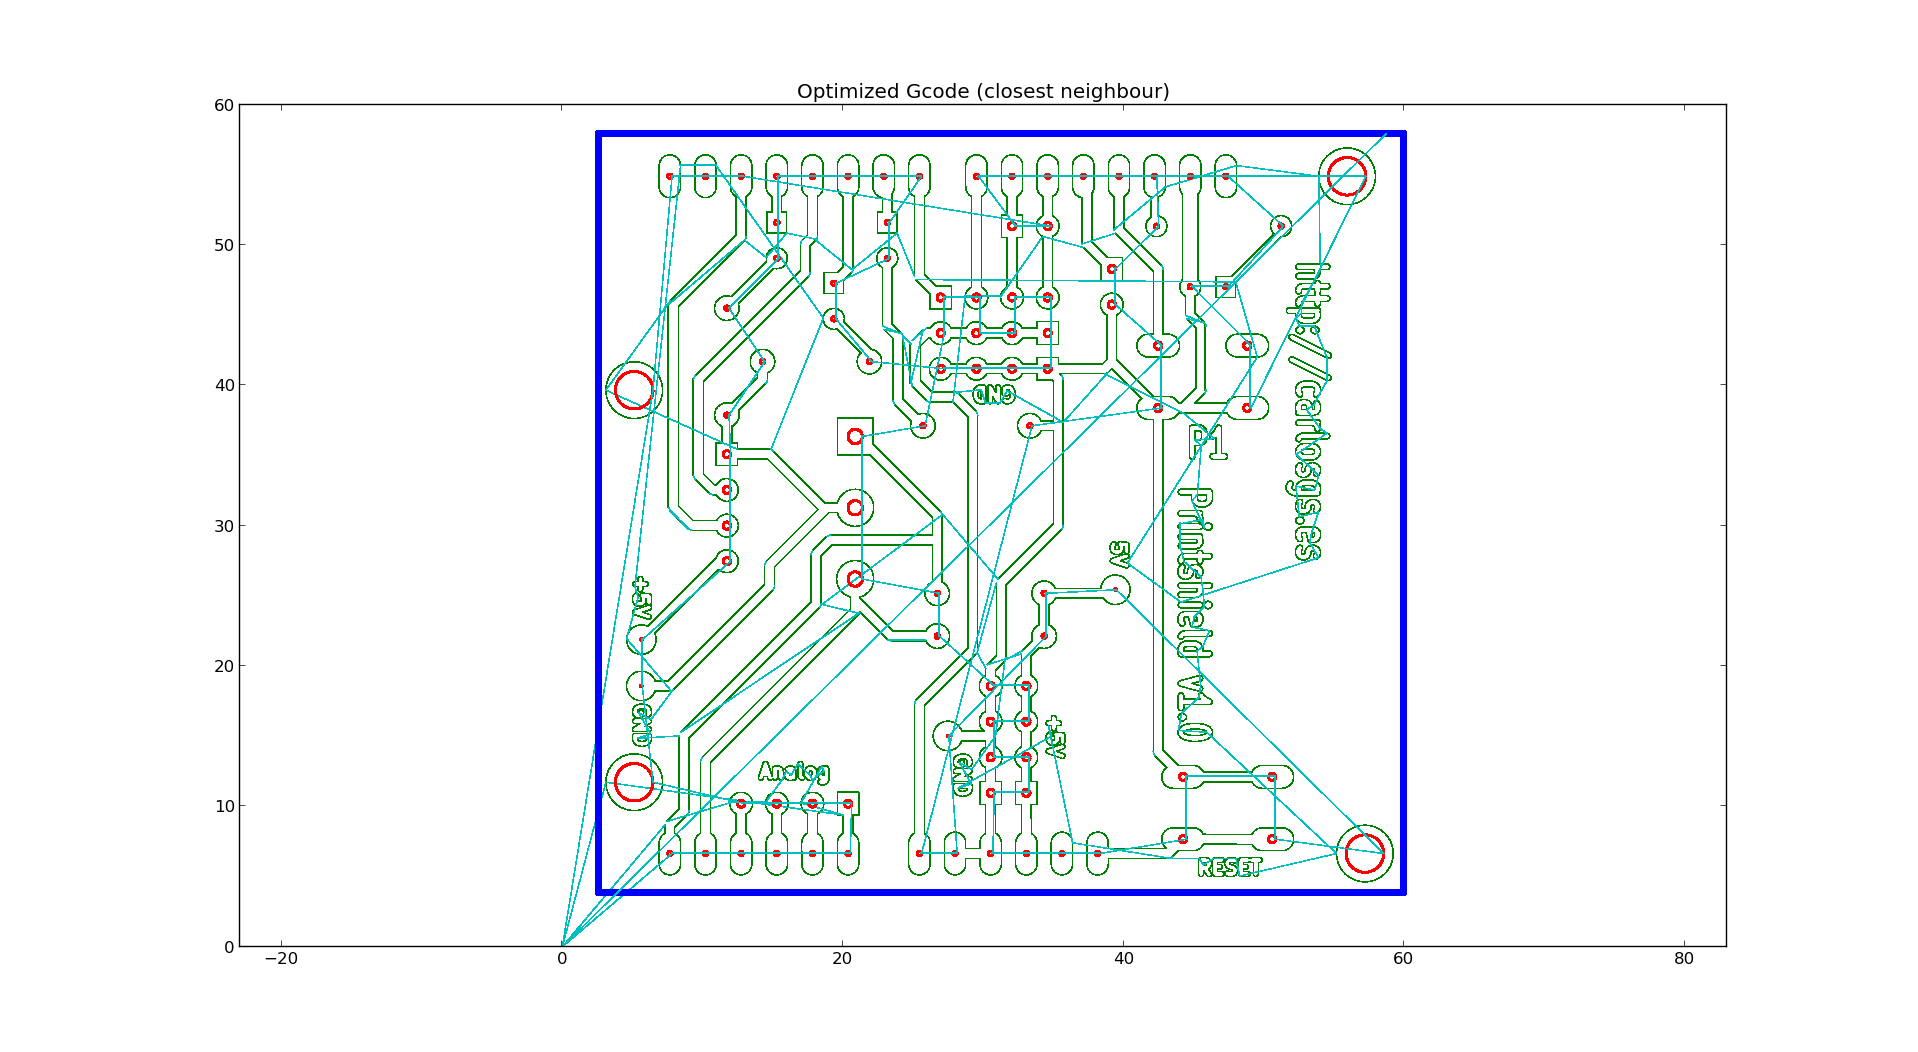 Optimized Gcode (closest neighbour)
60
50
40
30
20
10
0
−20
0
20
40
60
80
http://carlosgs.es
GND
P1
Printshield v1.0
5V
+5V
GND
Analog
+5V
GND
RESET